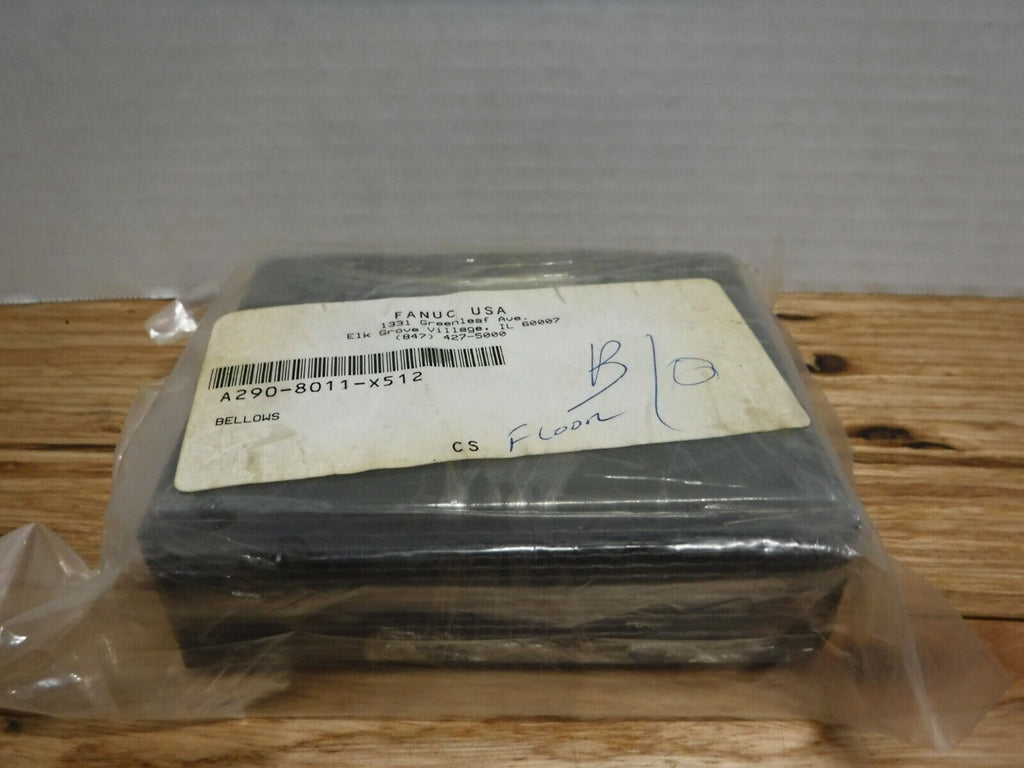 FANUC USA
1331 Greenleaf Ave.
Elk Grove Village, IL 60007
(847) 427-5000
A290-8011-X512
BELLOWS
B/O
CS FLOOR